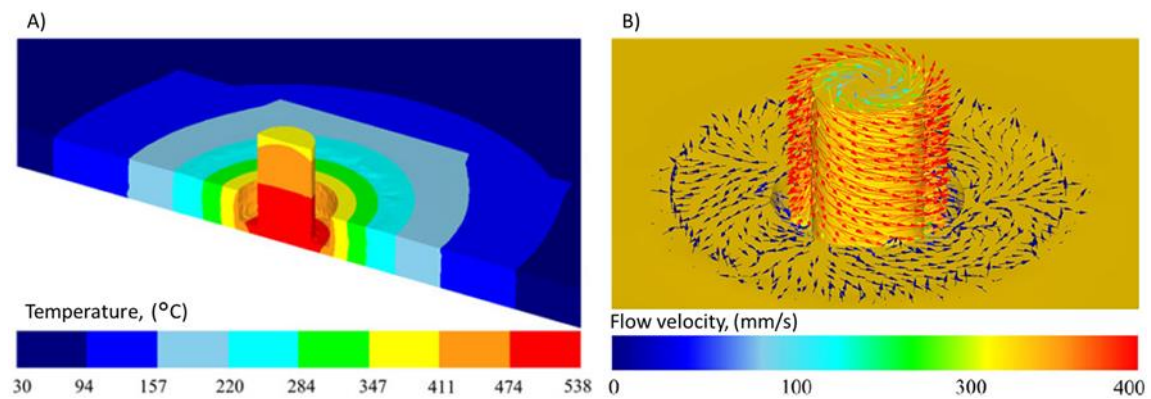 A)
B)
Temperature, (°C)
30 94 157 220 284 347 411 474 538
Flow velocity, (mm/s)
0 100 300 400